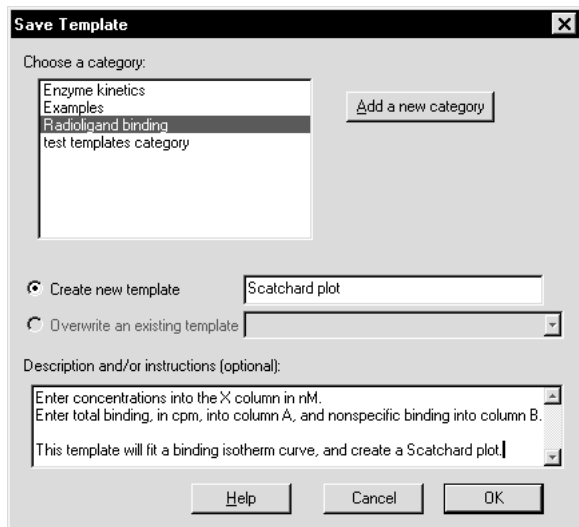 Save Template
Choose a category:
Enzyme kinetics
Examples
Radioligand binding
test templates category
Add a new category
Create new template
Scatchard plot
Overwrite an existing template
Description and/or instructions (optional):
Enter concentrations into the X column in nM.
Enter total binding, in cpm, into column A, and nonspecific binding into column B.
This template will fit a binding isotherm curve, and create a Scatchard plot.
Help
Cancel
OK